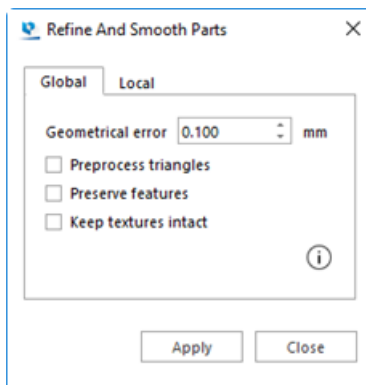 Refine And Smooth Parts
Global Local
Geometrical error 0.100 mm
Preprocess triangles
Preserve features
Keep textures intact
Apply Close